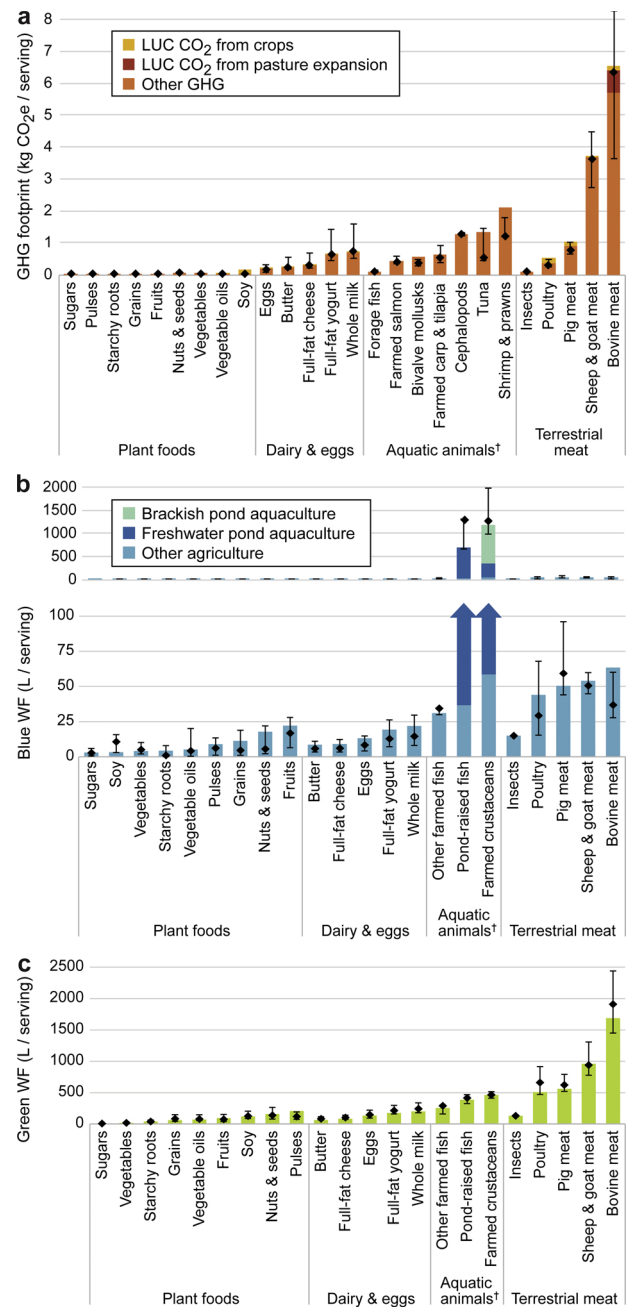 a
GHG footprint (kg CO2e / serving)
8
7
6
5
4
3
2
1
0
LUC CO2 from crops
LUC CO2 from pasture expansion
Other GHG
Sugars
Pulses
Starchy roots
Grains
Fruits
Nuts & seeds
Vegetables
Vegetable oils
Soy
Eggs
Butter
Full-fat cheese
Full-fat yogurt
Whole milk
Forage fish
Farmed salmon
Bivalve mollusks
Farmed carp & tilapia
Cephalopods
Tuna
Shrimp & prawns
Insects
Poultry
Pig meat
Sheep & goat meat
Bovine meat
Plant foods
Dairy & eggs
Aquatic animals†
Terrestrial
meat
b
2000
1500
1000
500
0
Brackish pond aquaculture
Freshwater pond aquaculture
Other agriculture
Blue WF (L / serving)
100
75
50
25
0
Sugars
Soy
Vegetables
Starchy roots
Vegetable oils
Pulses
Grains
Nuts & seeds
Fruits
Butter
Full-fat cheese
Eggs
Full-fat yogurt
Whole milk
Other farmed fish
Pond-raised fish
Farmed crustaceans
Insects
Poultry
Pig meat
Sheep & goat meat
Bovine meat
Plant foods
Dairy & eggs
Aquatic
animals†
Terrestrial meat
c
Green WF (L / serving)
2500
2000
1500
1000
500
0
Sugars
Vegetables
Starchy roots
Grains
Vegetable oils
Fruits
Soy
Nuts & seeds
Pulses
Butter
Full-fat cheese
Eggs
Full-fat yogurt
Whole milk
Other farmed fish
Pond-raised fish
Farmed crustaceans
Insects
Poultry
Pig meat
Sheep & goat meat
Bovine meat
Plant foods
Dairy & eggs
Aquatic
animals†
Terrestrial meat